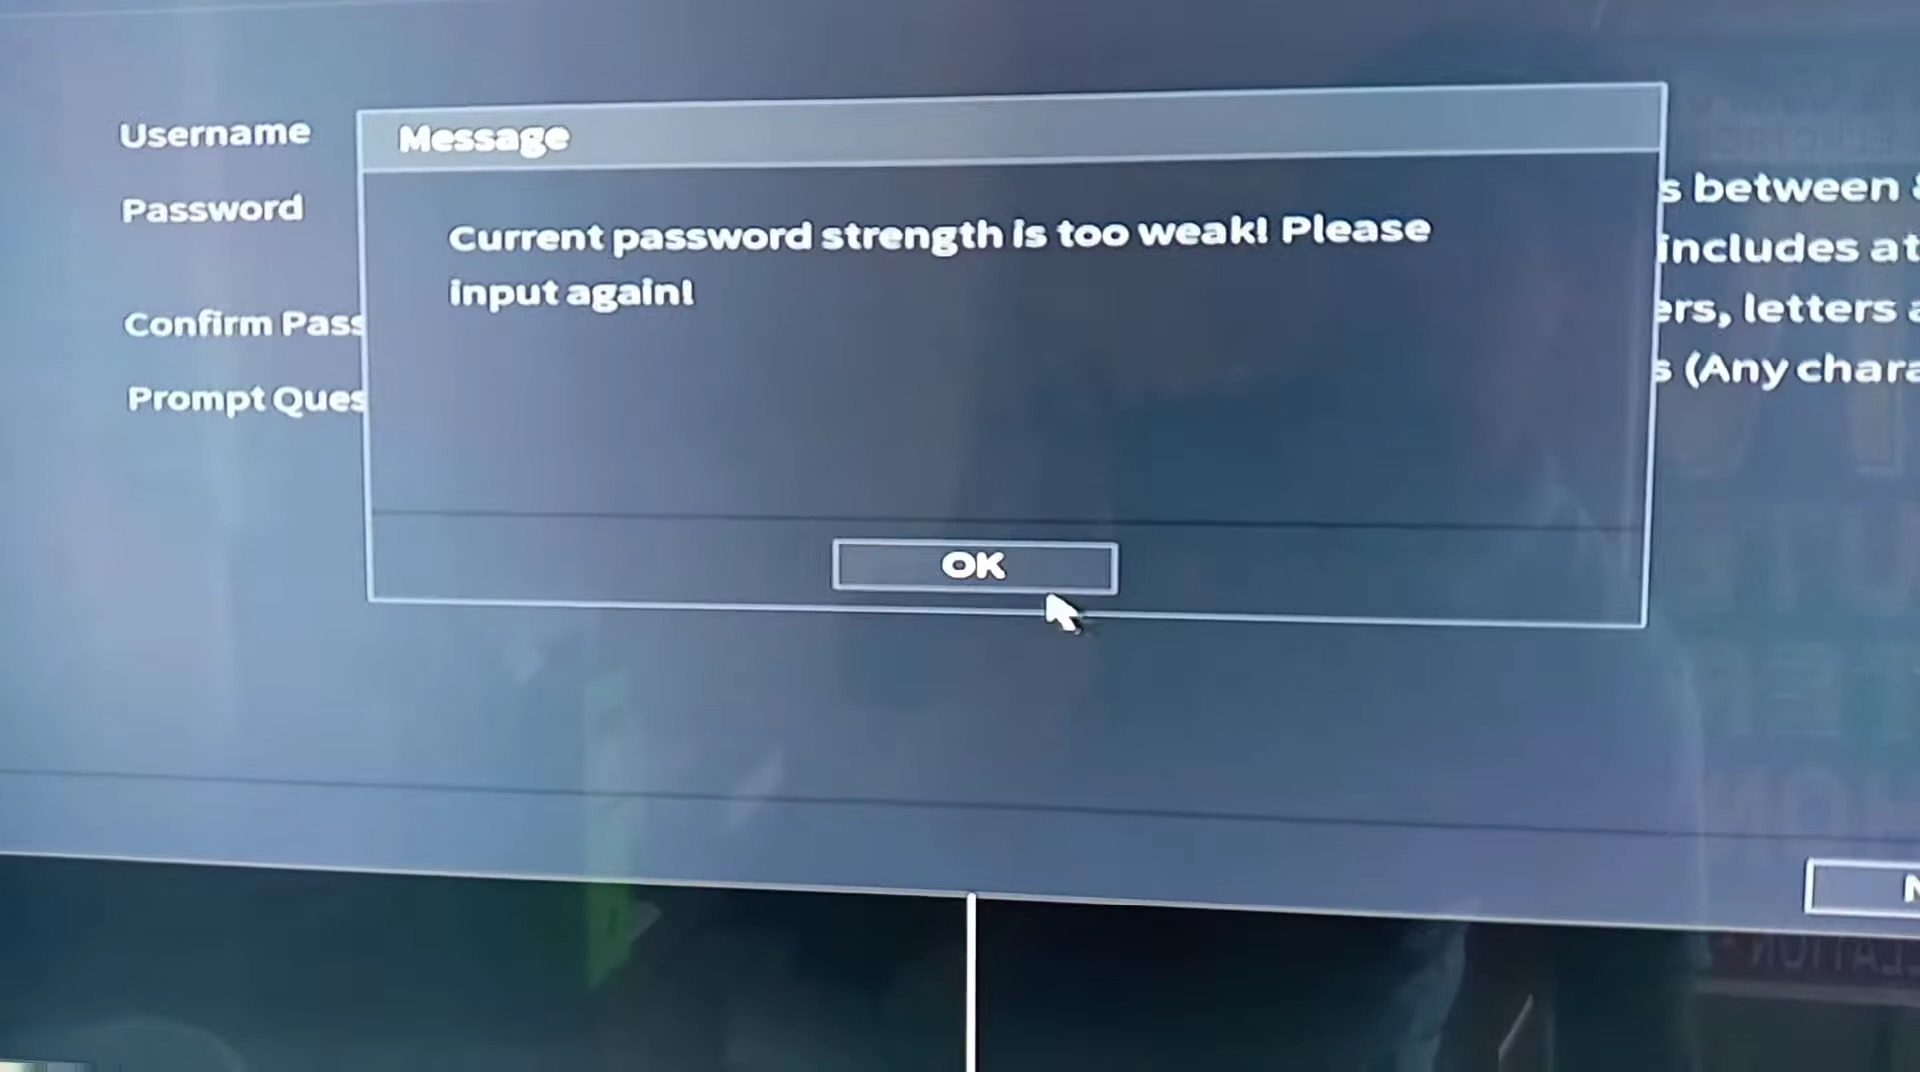 Username
Message
Password
Current password strength is too weak! Please
input again!
s between
includes at
ers, letters
Confirm Pass
s (Any chara
Prompt Ques
OK